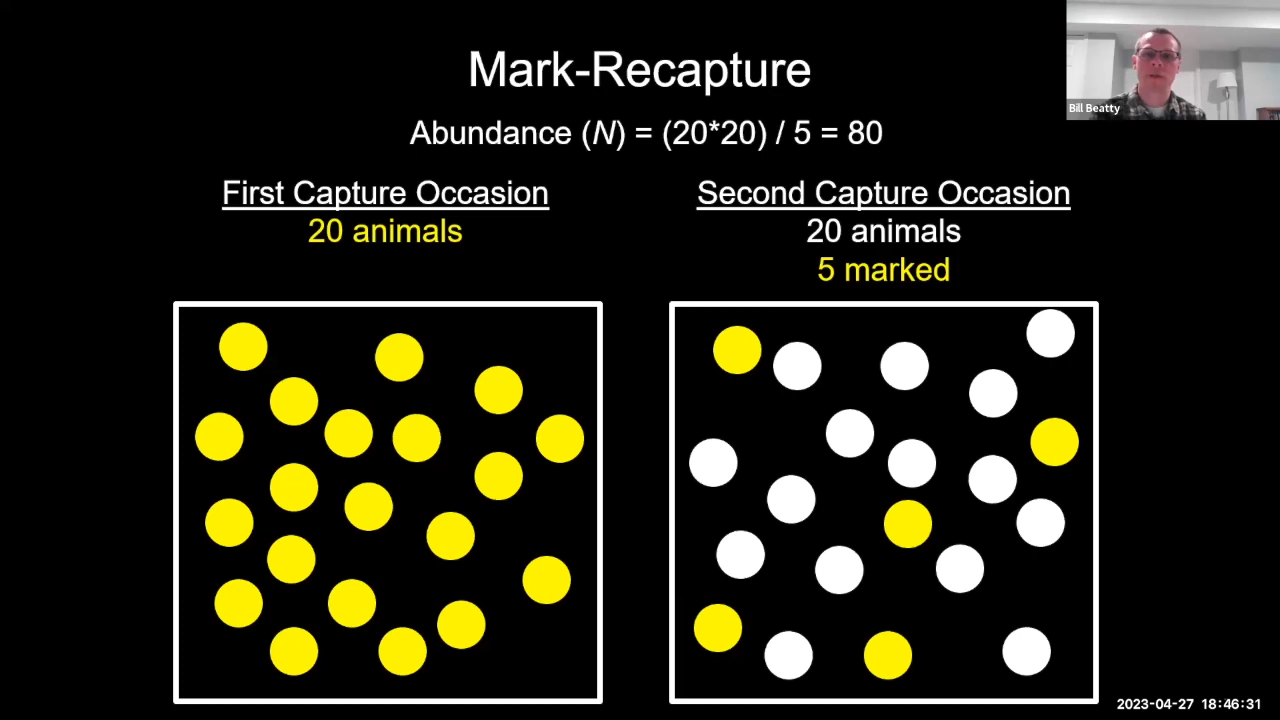 Mark-Recapture
Abundance (N) = (20*20) / 5 = 80
First Capture Occasion
20 animals
Second Capture Occasion
20 animals
5 marked
Bill Beatty
2023-04-27 18:46:31